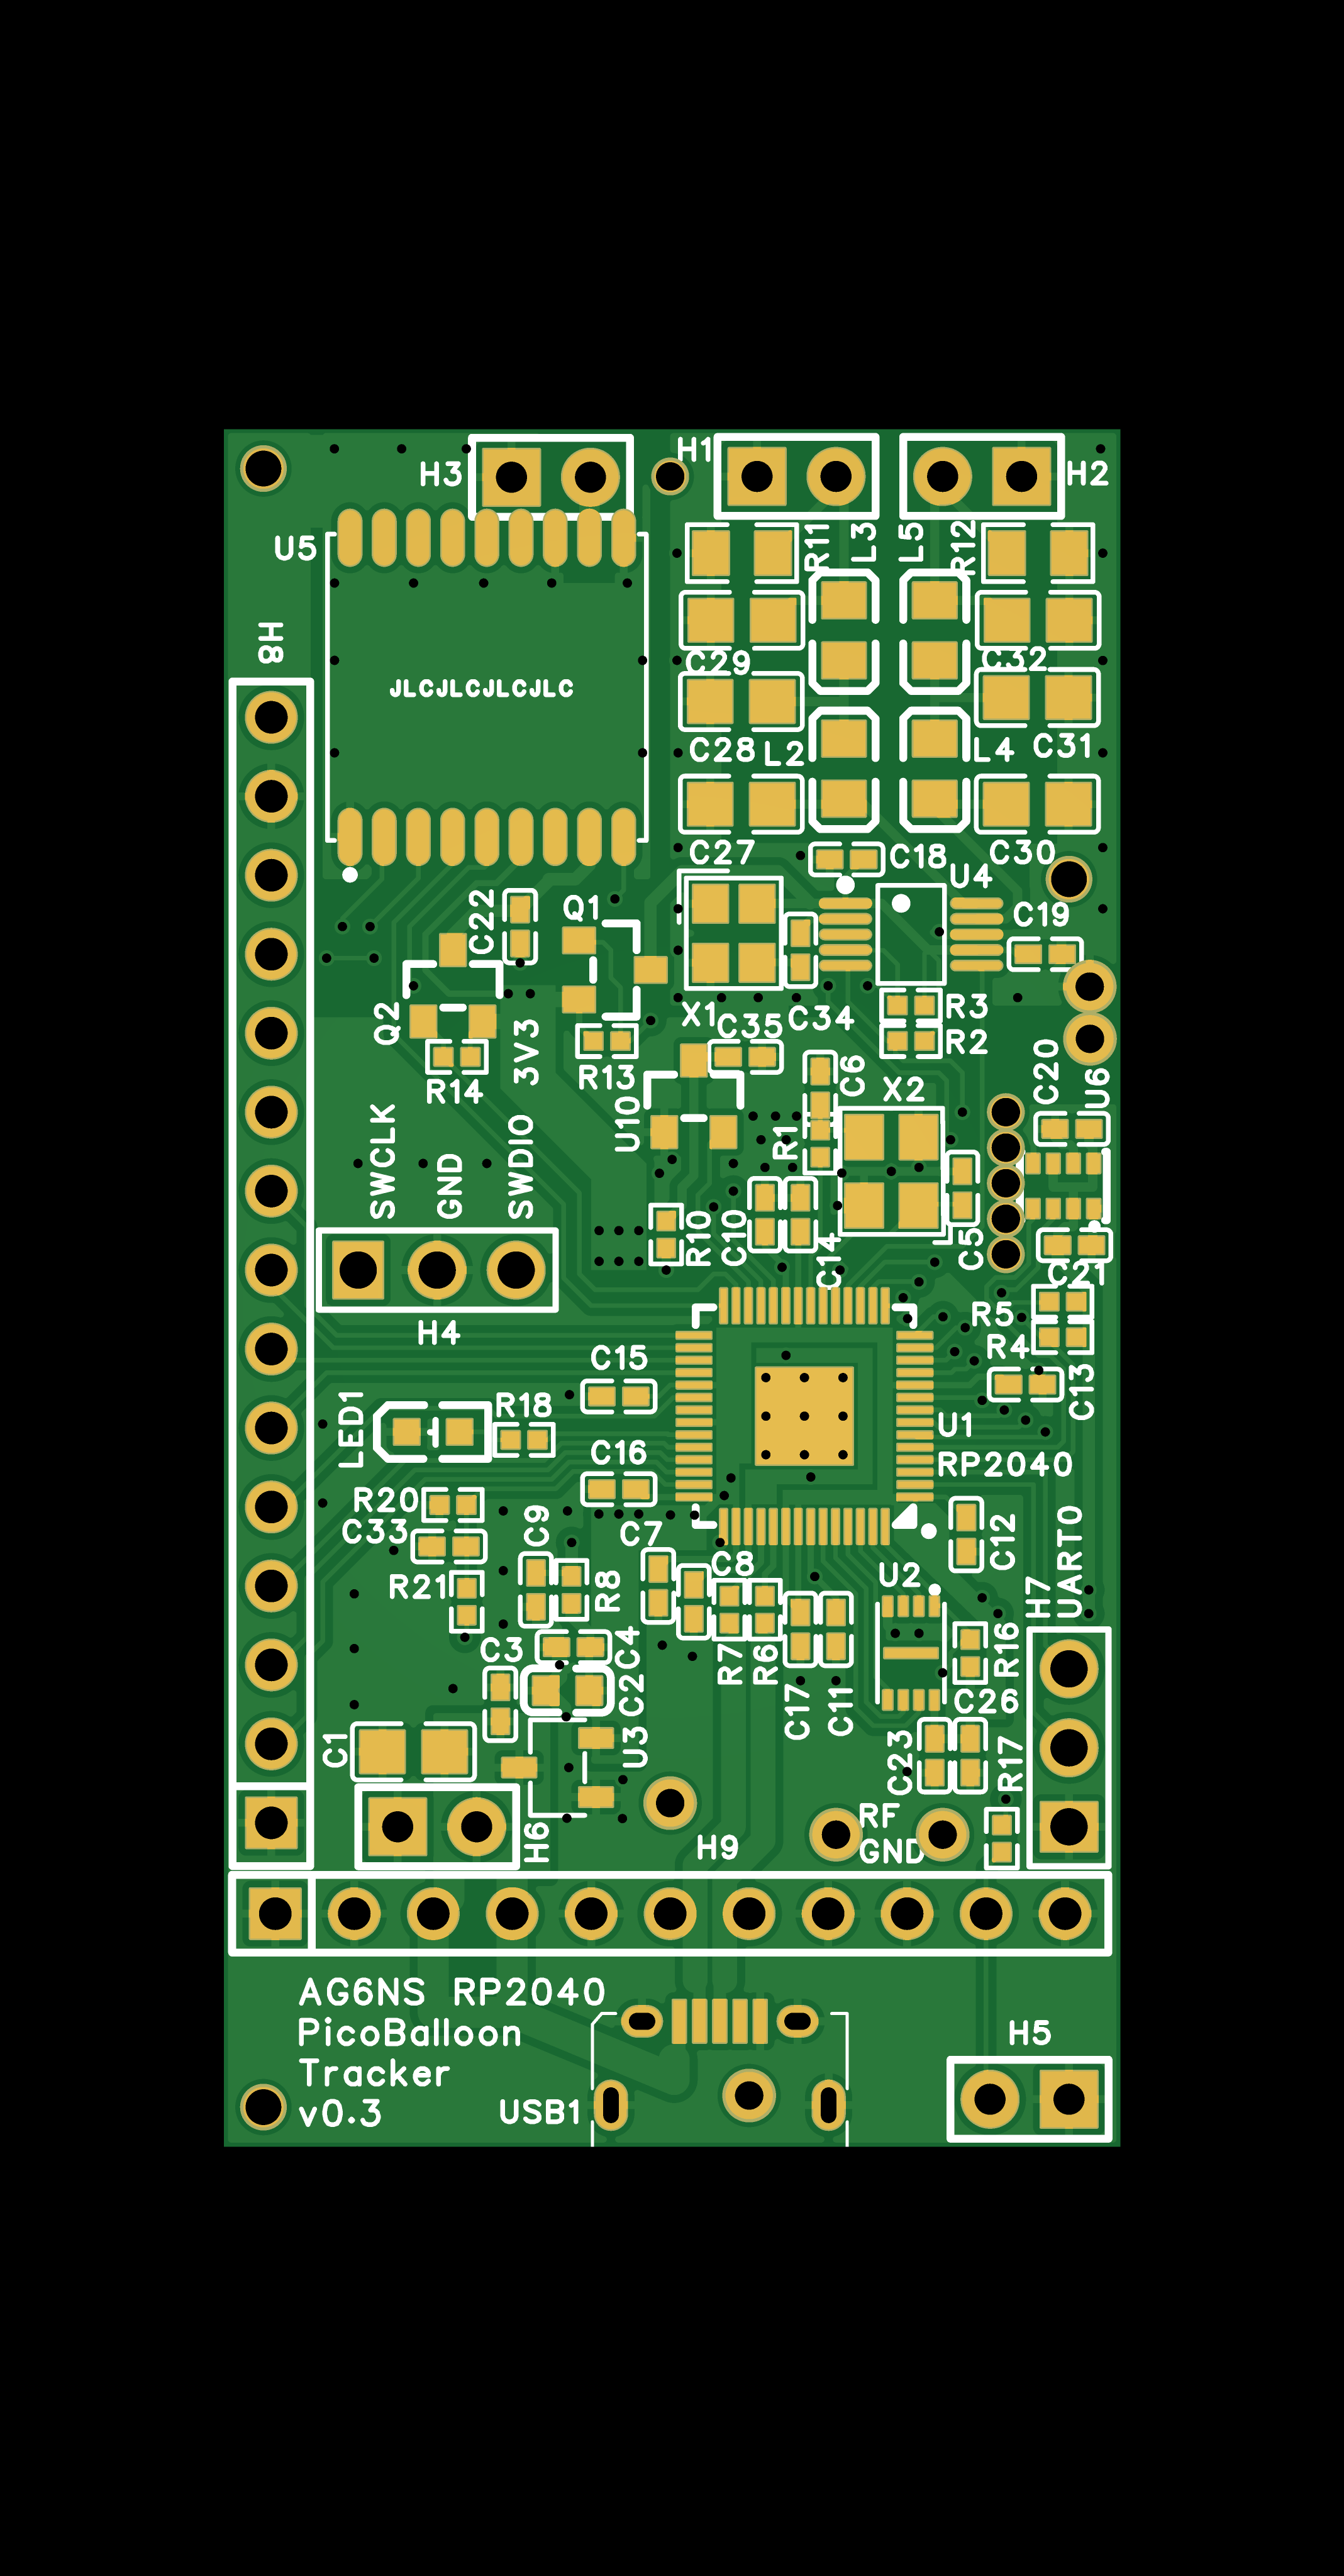 H3
H1
H2
U5
R11
L3
L5
R12
H8
C29
C32
JLCJLCJLCJLC
C28
L2
L4
C31
C27
C18
C30
U4
C22
Q1
C19
X1
C35
C34
R3
Q2
3V3
R2
R13
R14
C6
X2
C20
U6
U10
R1
SWCLK
GND
SWDIO
R10
C10
C14
C5
C21
H4
R5
R4
C15
C13
LED1
R18
U1
C16
RP2040
R20
C33
C9
C7
C12
C8
U2
H7
UART0
R21
R8
C3
C4
R7
R6
R16
C2
C17
C11
C26
C1
U3
C23
R17
H6
H9
RF
GND
AG6NS RP2040
PicoBalloon
Tracker
v0.3
USB1
H5